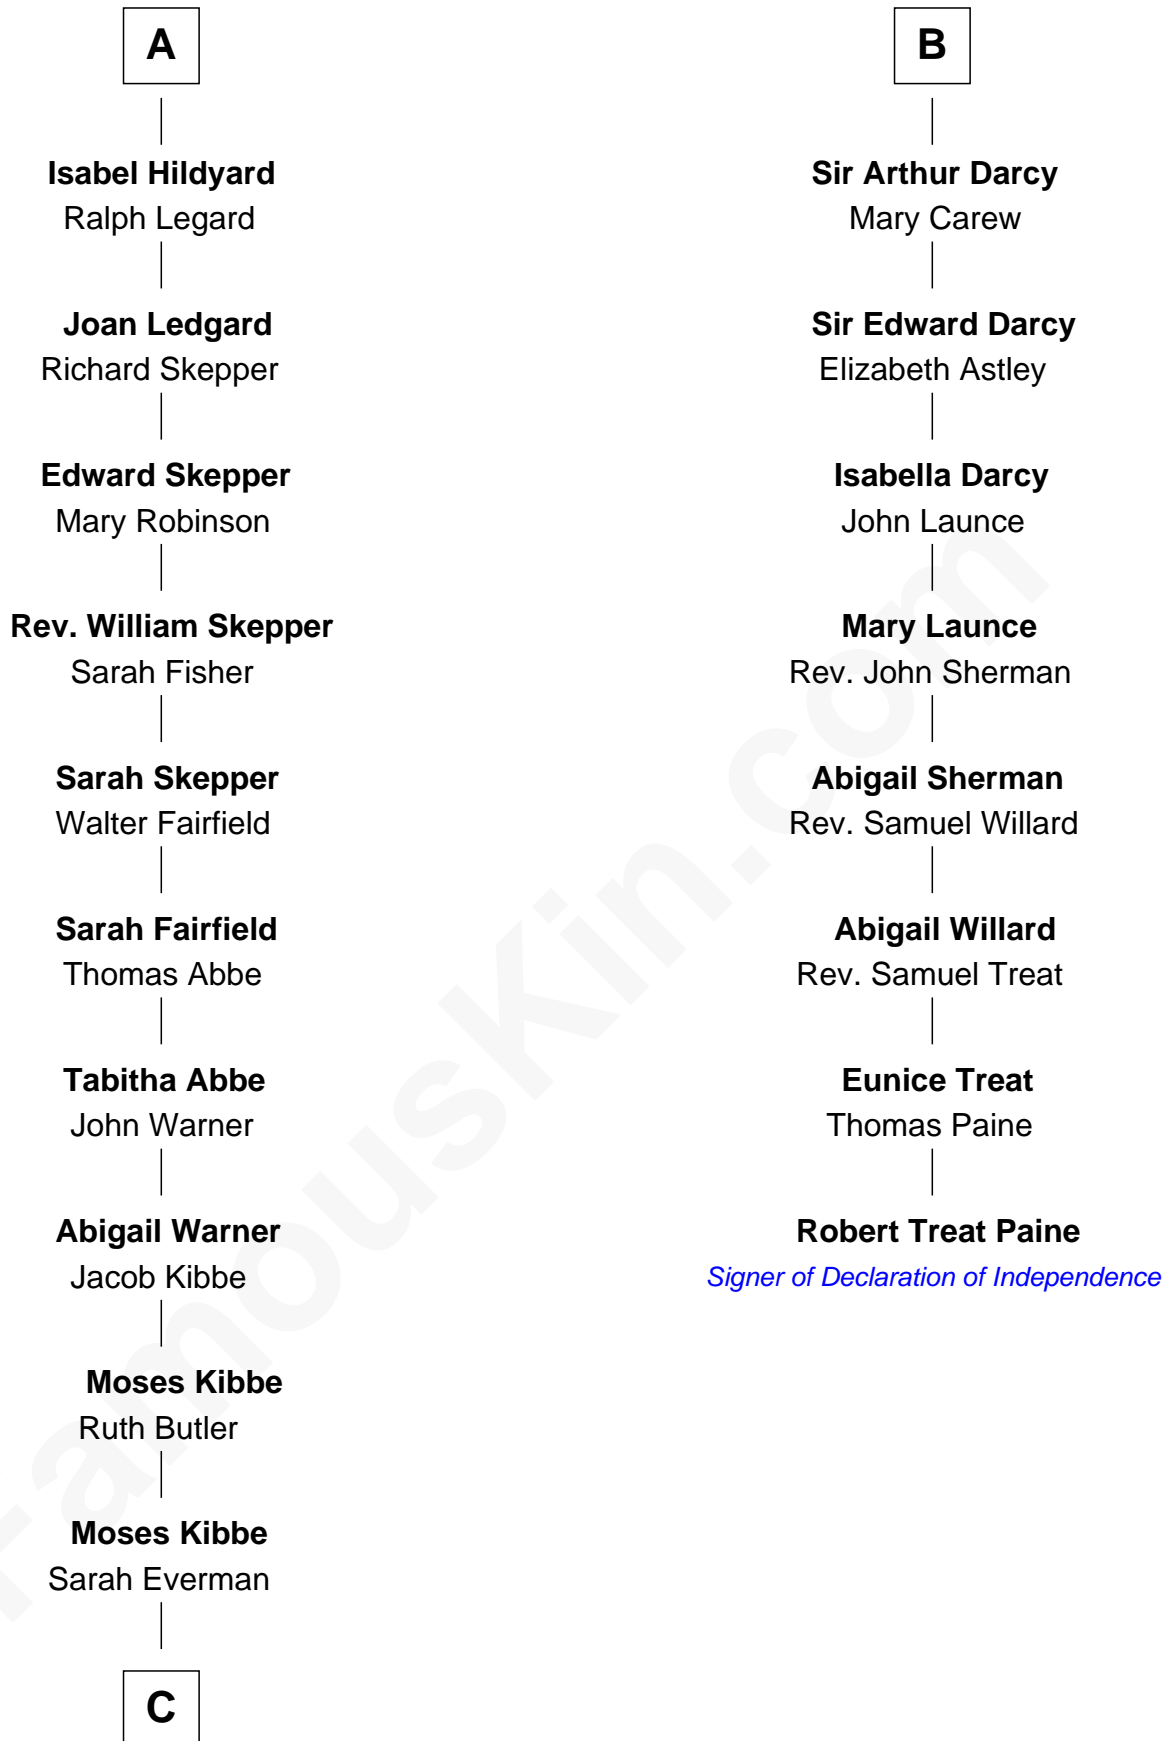 A
Isabel Hildyard
Ralph Legard
Joan Ledgard
Richard Skepper
Edward Skepper
Mary Robinson
Rev. William Skepper
Sarah Fisher
Sarah Skepper
Walter Fairfield
Sarah Fairfield
Thomas Abbe
Tabitha Abbe
John Warner
Abigail Warner
Jacob Kibbe
Moses Kibbe
Ruth Butler
Moses Kibbe
Sarah Everman
C
B
Sir Arthur Darcy
Mary Carew
Sir Edward Darcy
Elizabeth Astley
Isabella Darcy
John Launce
Mary Launce
Rev. John Sherman
Abigail Sherman
Rev. Samuel Willard
Abigail Willard
Rev. Samuel Treat
Eunice Treat
Thomas Paine
Robert Treat Paine
Signer of Declaration of Independence
FamousKin.com